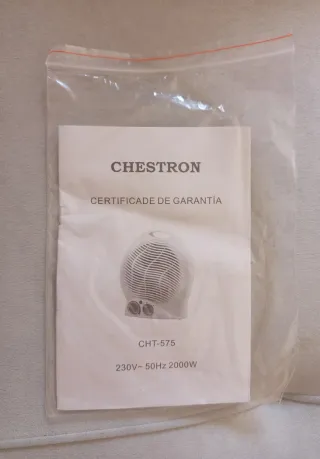 CHESTRON
CERTIFICADE DE GARANTÍA
CHT-575
230V~ 50Hz 2000W